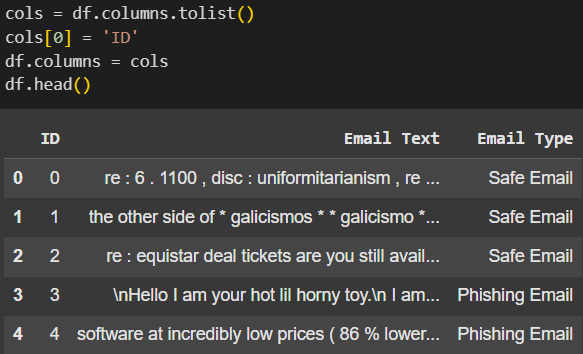 cols = df.columns.tolist()
cols[0] = 'ID'
df.columns = cols
df.head()
ID Email Text Email Type
0 0 re : 6 . 1100 , disc : uniformitarianism , re ... Safe Email
1 1 the other side of * galicismos * * galicismo *... Safe Email
2 2 re : equistar deal tickets are you still avail... Safe Email
3 3 \nHello I am your hot lil horny toy.\n I am... Phishing Email
4 4 software at incredibly low prices ( 86 % lower... Phishing Email